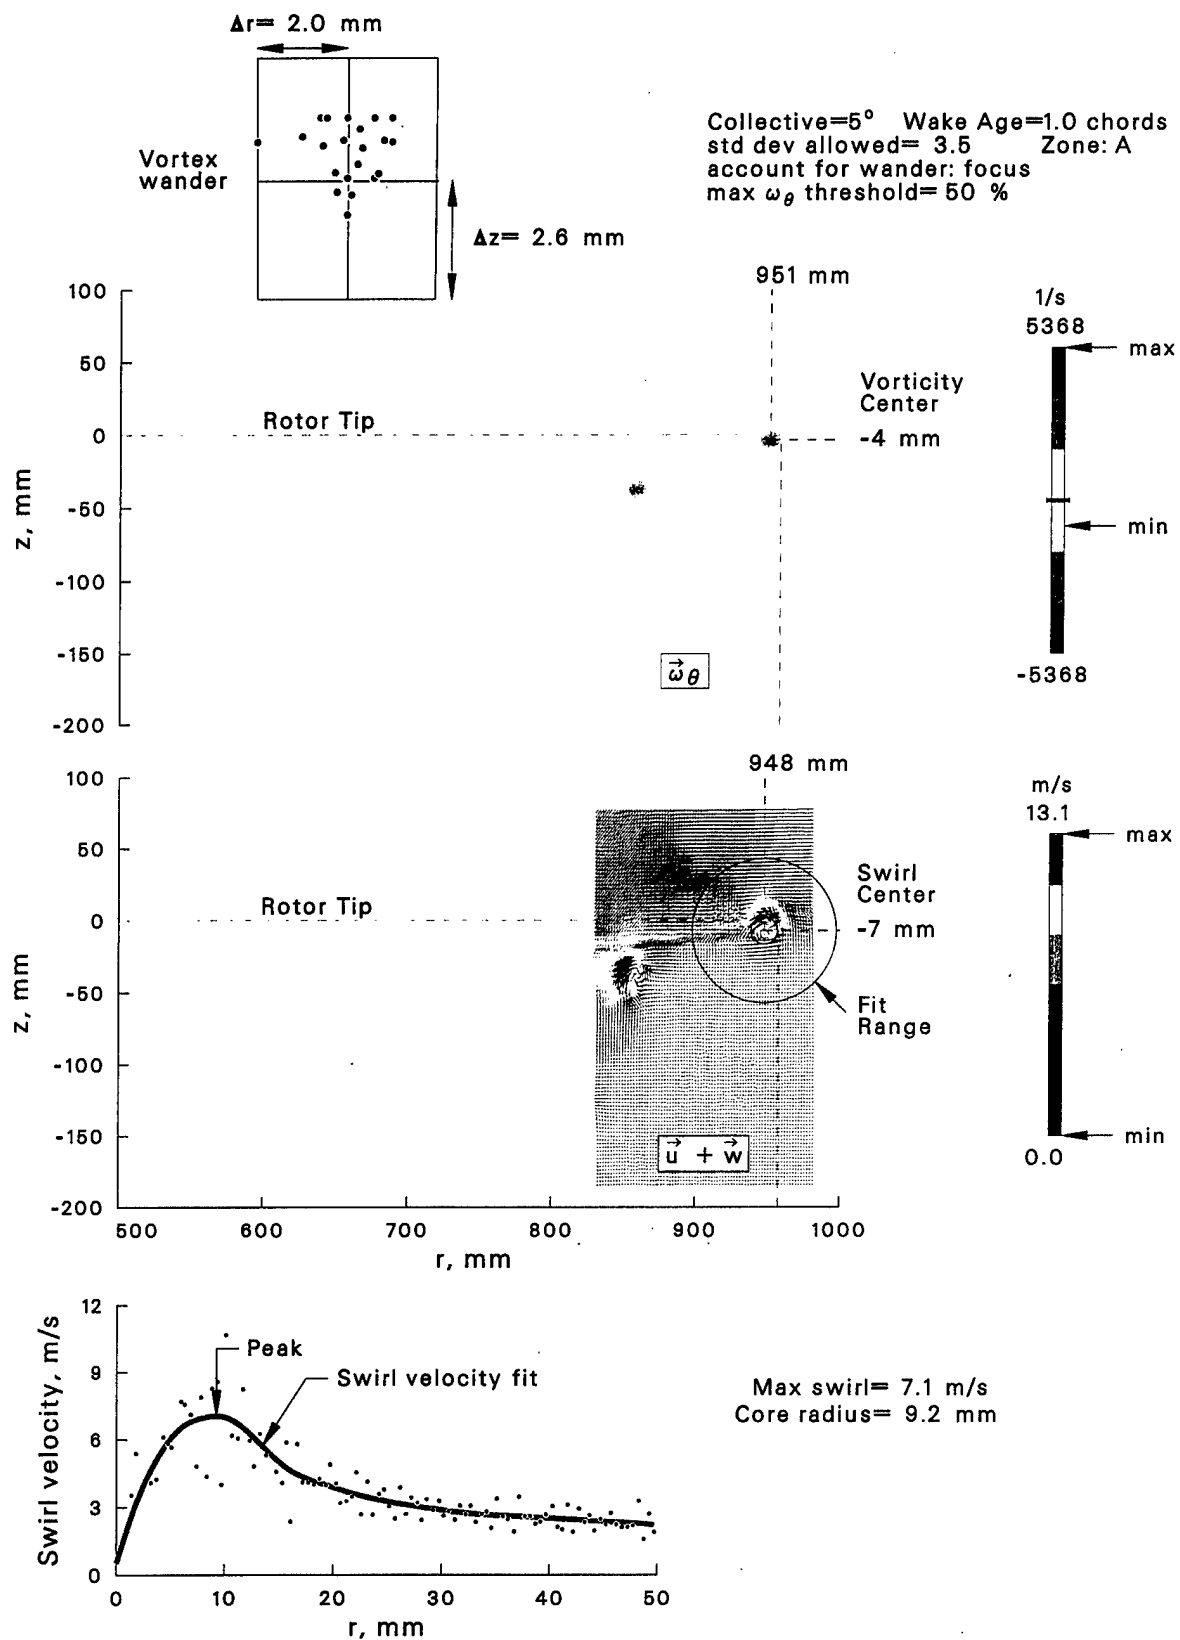 Δr= 2.0 mm
Vortex
wander
Δz= 2.6 mm
Collective=5° Wake Age=1.0 chords
std dev allowed= 3.5 Zone: A
account for wander: focus
max ω_θ threshold= 50 %
951 mm
100
50
0
-50
-100
-150
-200
z, mm
Rotor Tip
Vorticity
Center
-4 mm
ω⃗_θ
1/s
5368
max
min
-5368
948 mm
100
50
0
-50
-100
-150
-200
z, mm
Rotor Tip
Swirl
Center
-7 mm
Fit
Range
u⃗ + w⃗
m/s
13.1
max
min
0.0
500 600 700 800 900 1000
r, mm
12
9
6
3
0
Swirl velocity, m/s
Peak
Swirl velocity fit
Max swirl= 7.1 m/s
Core radius= 9.2 mm
0 10 20 30 40 50
r, mm